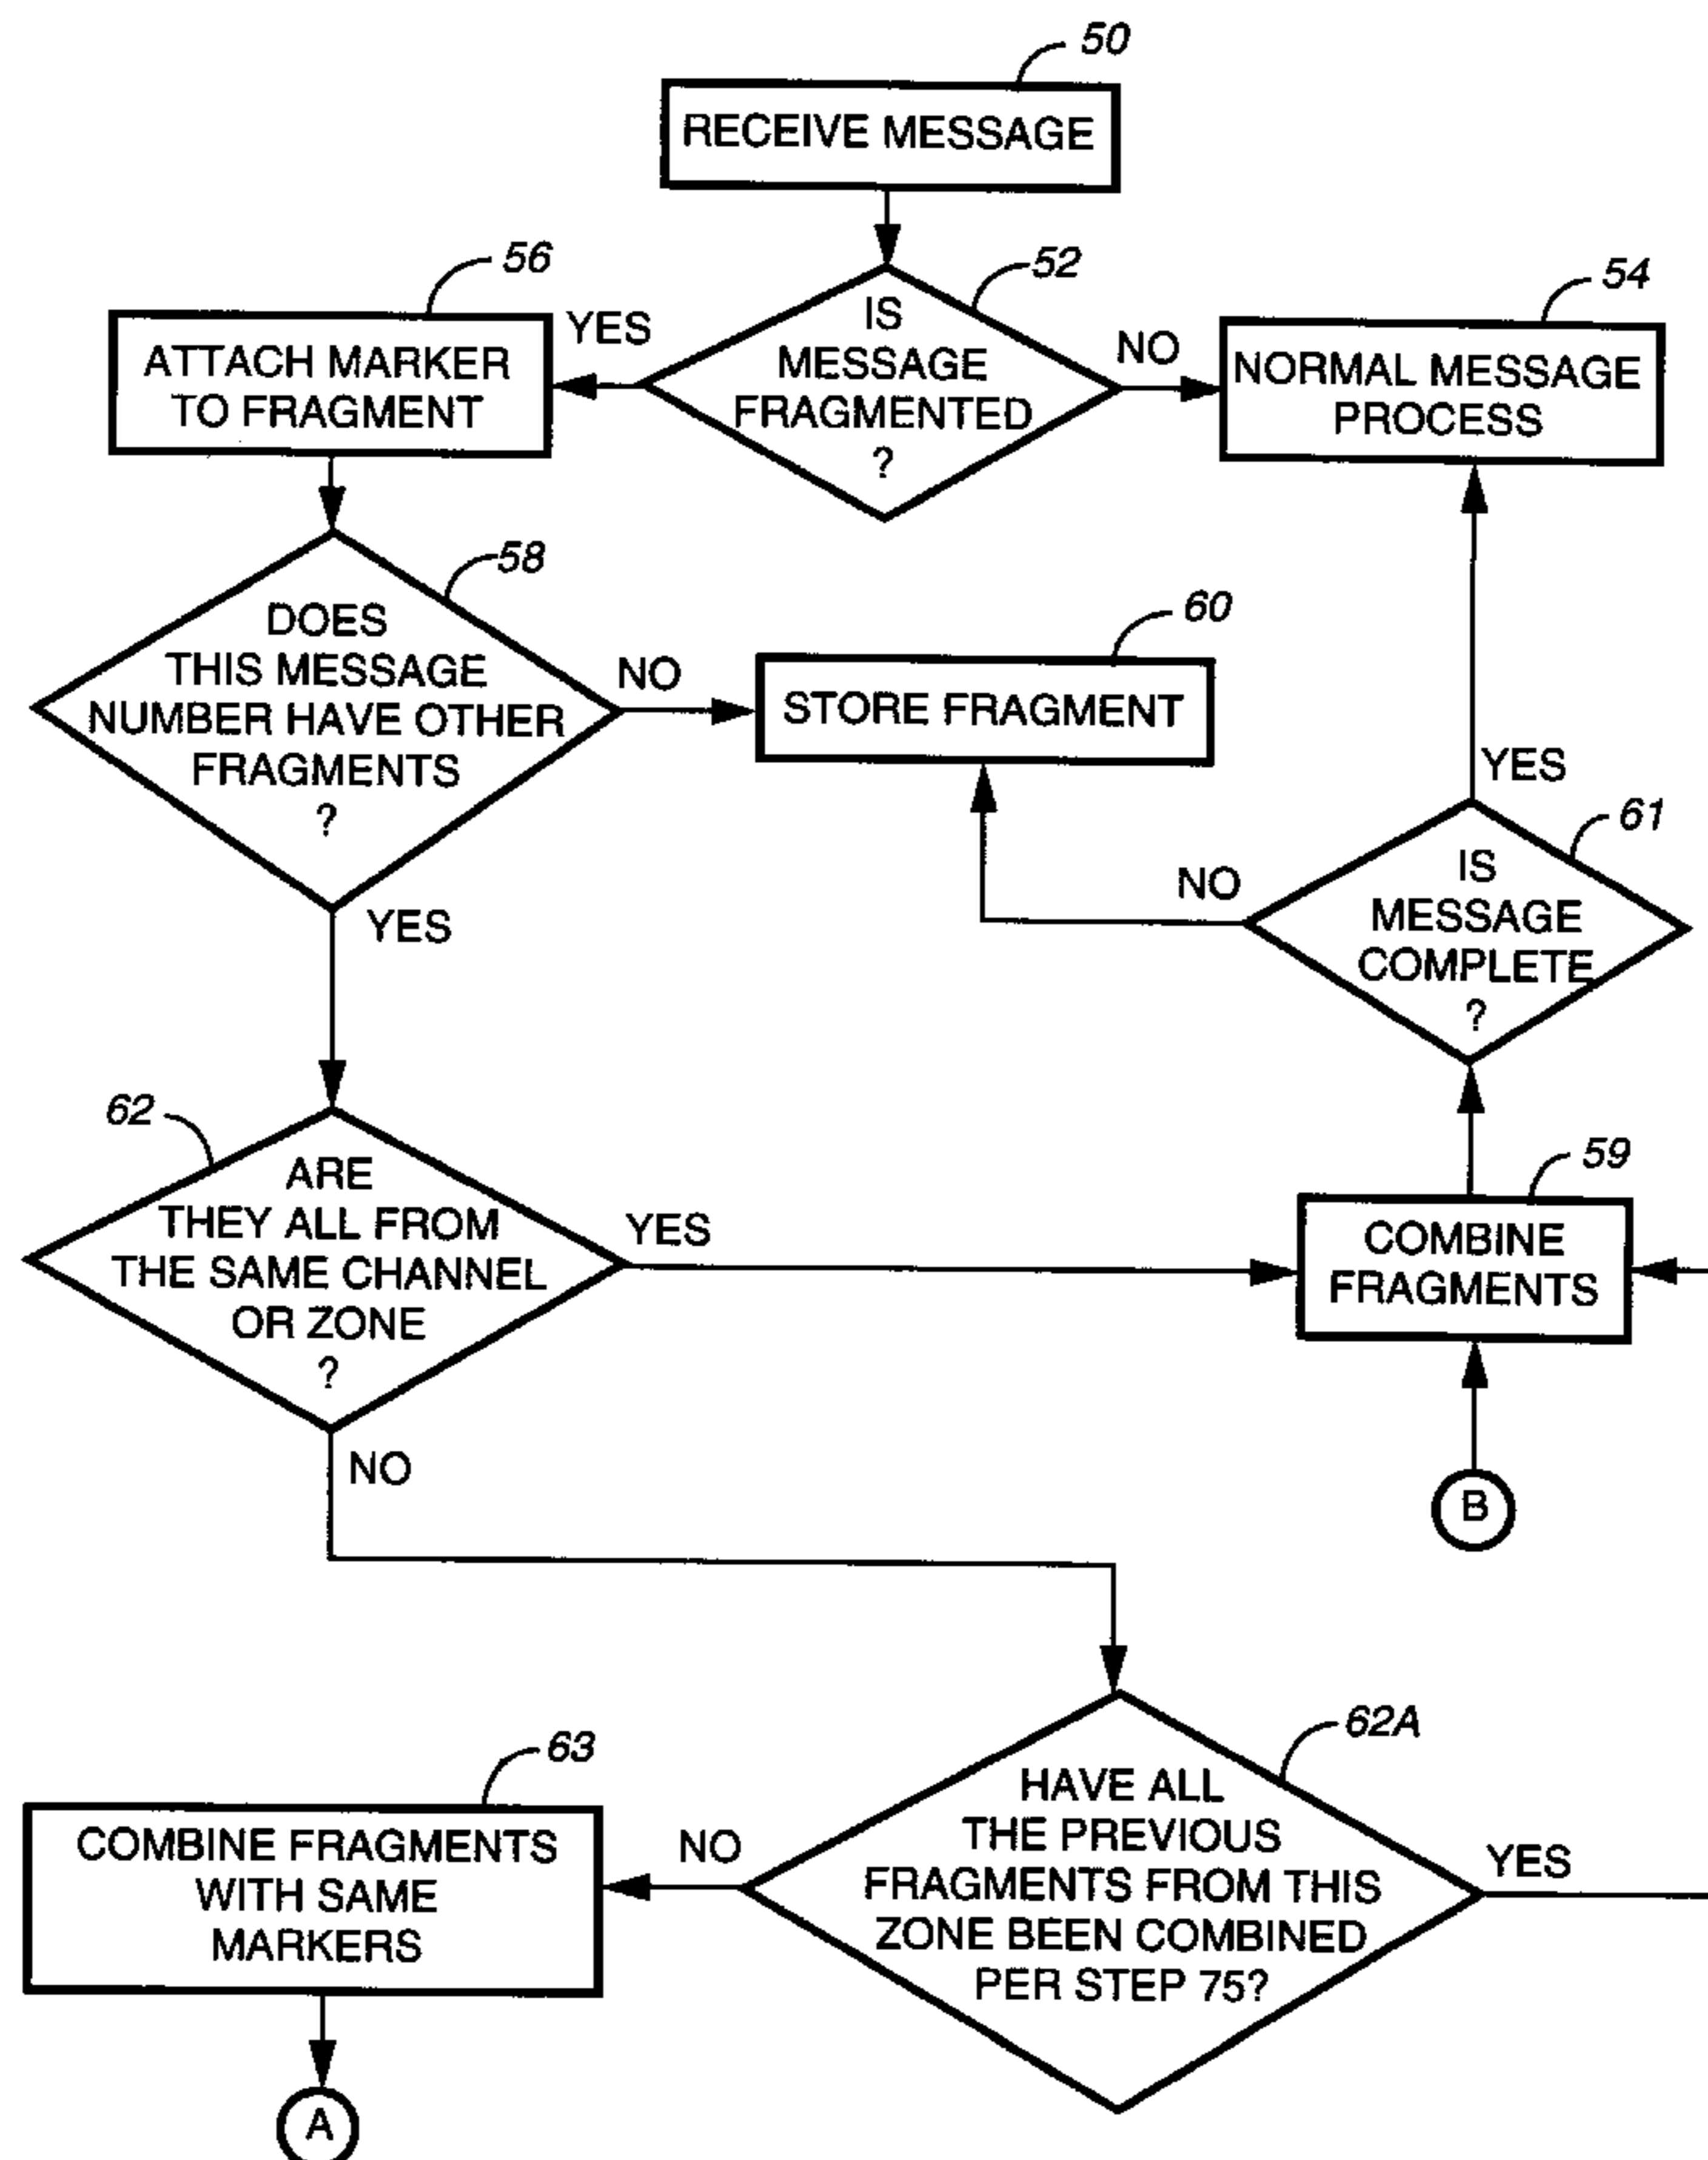 50
RECEIVE MESSAGE
52
IS
MESSAGE
FRAGMENTED
?
YES
NO
56
ATTACH MARKER
TO FRAGMENT
54
NORMAL MESSAGE
PROCESS
58
DOES
THIS MESSAGE
NUMBER HAVE OTHER
FRAGMENTS
?
NO
YES
60
STORE FRAGMENT
61
YES
IS
MESSAGE
COMPLETE
?
NO
62
ARE
THEY ALL FROM
THE SAME CHANNEL
OR ZONE
?
YES
NO
59
COMBINE
FRAGMENTS
B
62A
HAVE ALL
THE PREVIOUS
FRAGMENTS FROM THIS
ZONE BEEN COMBINED
PER STEP 75?
NO
YES
63
COMBINE FRAGMENTS
WITH SAME
MARKERS
A